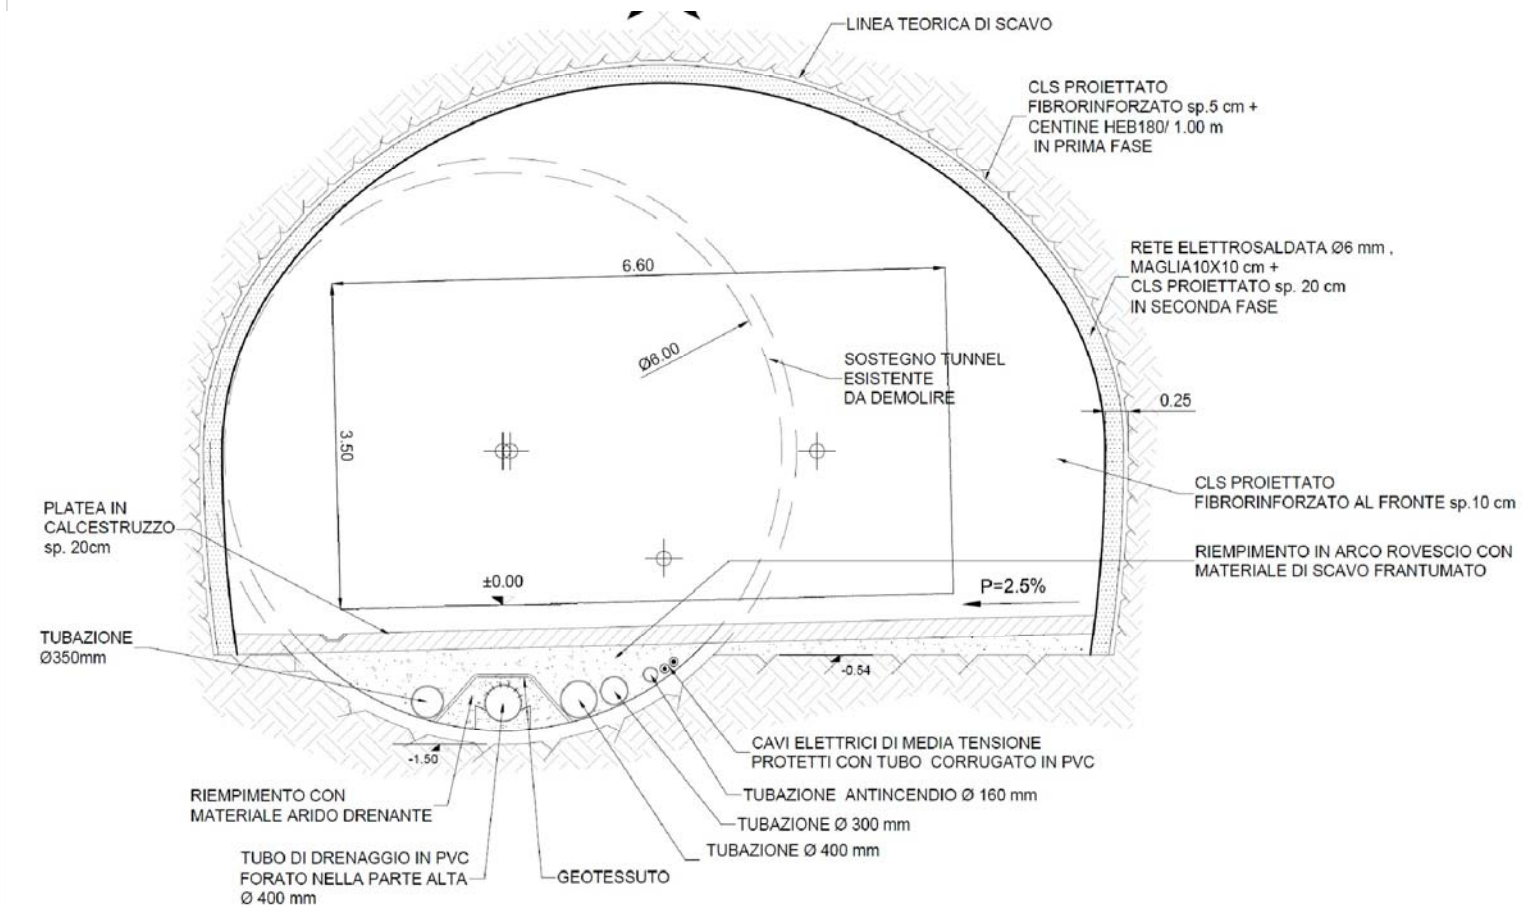 LINEA TEORICA DI SCAVO
CLS PROIETTATO
FIBRORINFORZATO sp.5 cm +
CENTINE HEB180/ 1.00 m
IN PRIMA FASE
RETE ELETTROSALDATA Ø6 mm ,
MAGLIA10X10 cm +
CLS PROIETTATO sp. 20 cm
IN SECONDA FASE
6.60
Ø6.00
SOSTEGNO TUNNEL
ESISTENTE
DA DEMOLIRE
0.25
3.50
CLS PROIETTATO
FIBRORINFORZATO AL FRONTE sp.10 cm
PLATEA IN
CALCESTRUZZO
sp. 20cm
RIEMPIMENTO IN ARCO ROVESCIO CON
MATERIALE DI SCAVO FRANTUMATO
±0.00
P=2.5%
TUBAZIONE
Ø350mm
-0.54
-1.50
CAVI ELETTRICI DI MEDIA TENSIONE
PROTETTI CON TUBO CORRUGATO IN PVC
RIEMPIMENTO CON
MATERIALE ARIDO DRENANTE
TUBAZIONE ANTINCENDIO Ø 160 mm
TUBAZIONE Ø 300 mm
TUBAZIONE Ø 400 mm
TUBO DI DRENAGGIO IN PVC
FORATO NELLA PARTE ALTA
Ø 400 mm
GEOTESSUTO